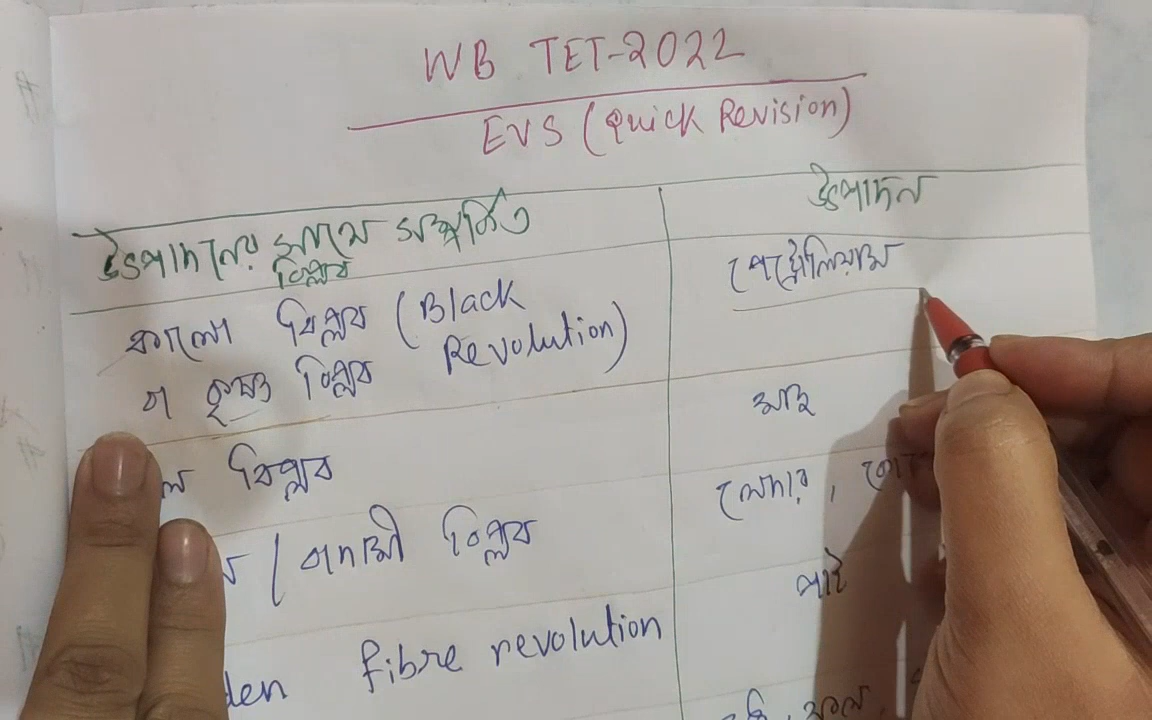 WB TET-2022
EVS (Quick Revision)
উৎপাদনের সাথে সম্পর্কিত বিপ্লব
উৎপাদন
কালো বিপ্লব (Black Revolution)
বা কৃষ্ণ বিপ্লব
পেট্রোলিয়াম
বিপ্লব
মাছ
/ বাদামী বিপ্লব
লেদার,
den fibre revolution
পাট